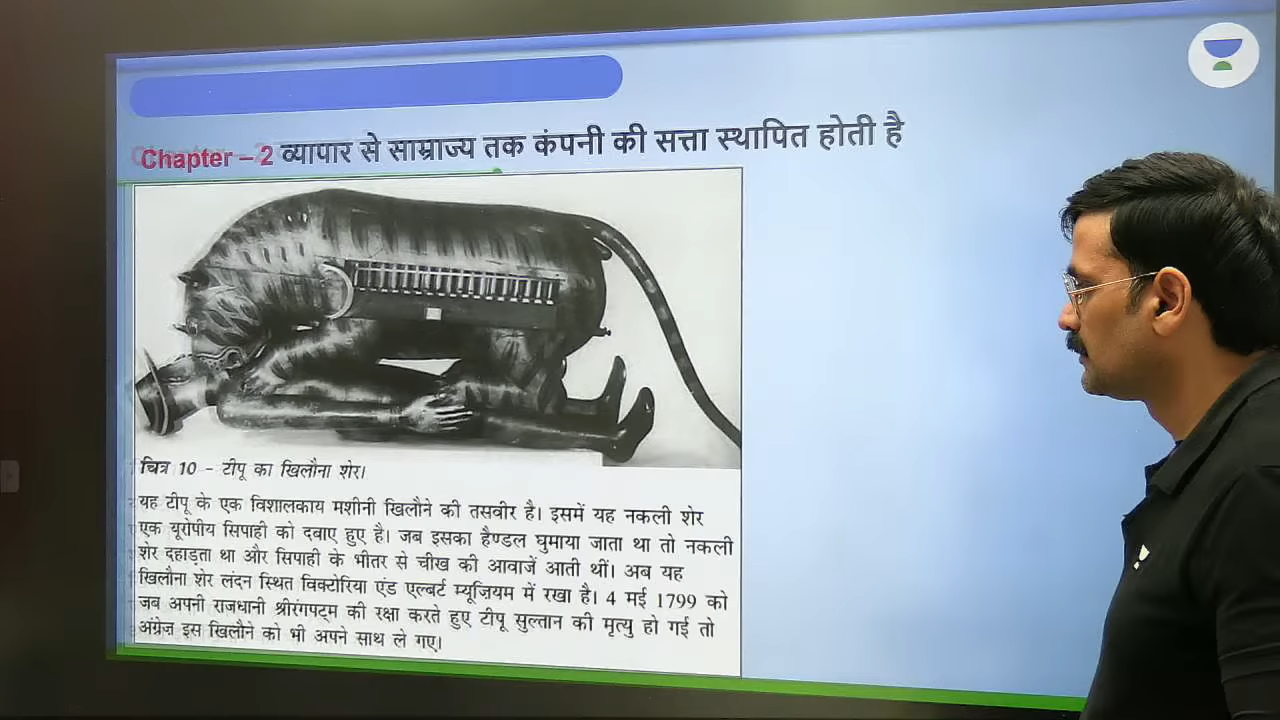 Chapter – 2 व्यापार से साम्राज्य तक कंपनी की सत्ता स्थापित होती है
चित्र 10 – टीपू का खिलौना शेर।
यह टीपू के एक विशालकाय मशीनी खिलौने की तसवीर है। इसमें यह नकली शेर
एक यूरोपीय सिपाही को दबाए हुए है। जब इसका हैण्डल घुमाया जाता था तो नकली
शेर दहाड़ता था और सिपाही के भीतर से चीख की आवाजें आती थीं। अब यह
खिलौना शेर लंदन स्थित विक्टोरिया एंड एल्बर्ट म्यूज़ियम में रखा है। 4 मई 1799 को
जब अपनी राजधानी श्रीरंगपट्म की रक्षा करते हुए टीपू सुल्तान की मृत्यु हो गई तो
अंग्रेज इस खिलौने को भी अपने साथ ले गए।